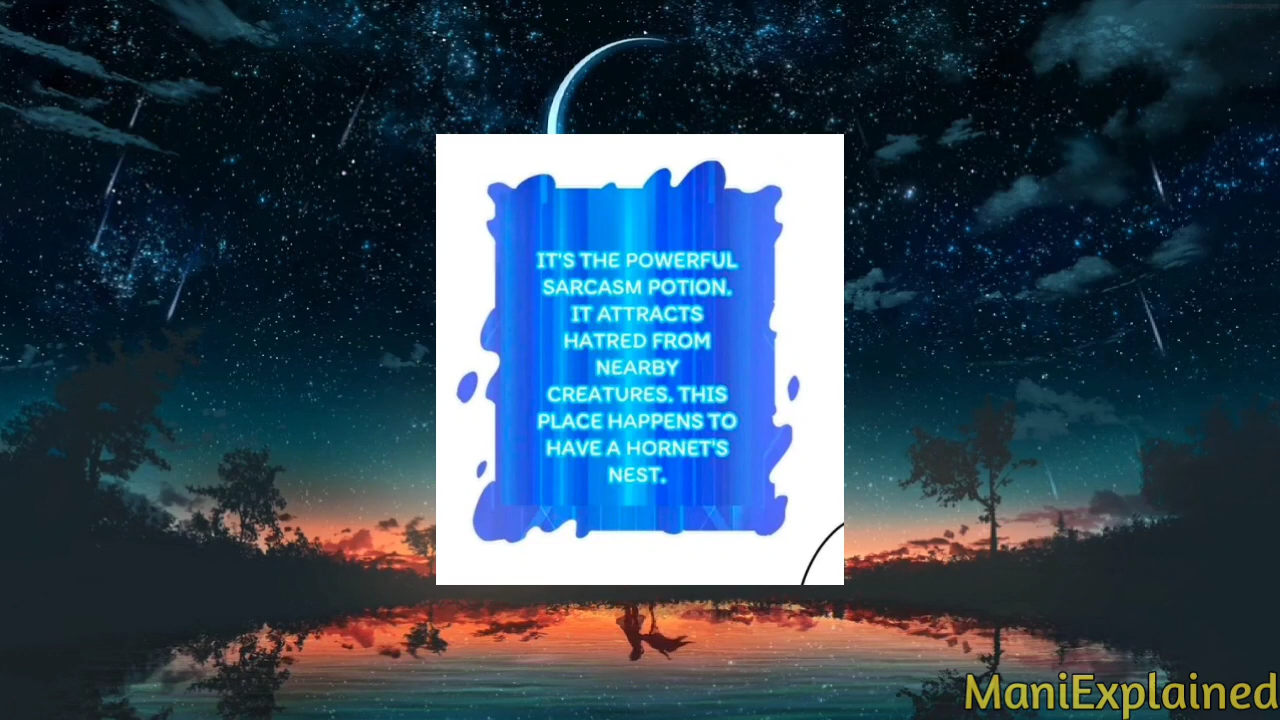 IT'S THE POWERFUL
SARCASM POTION.
IT ATTRACTS
HATRED FROM
NEARBY
CREATURES. THIS
PLACE HAPPENS TO
HAVE A HORNET'S
NEST.
ManiExplained